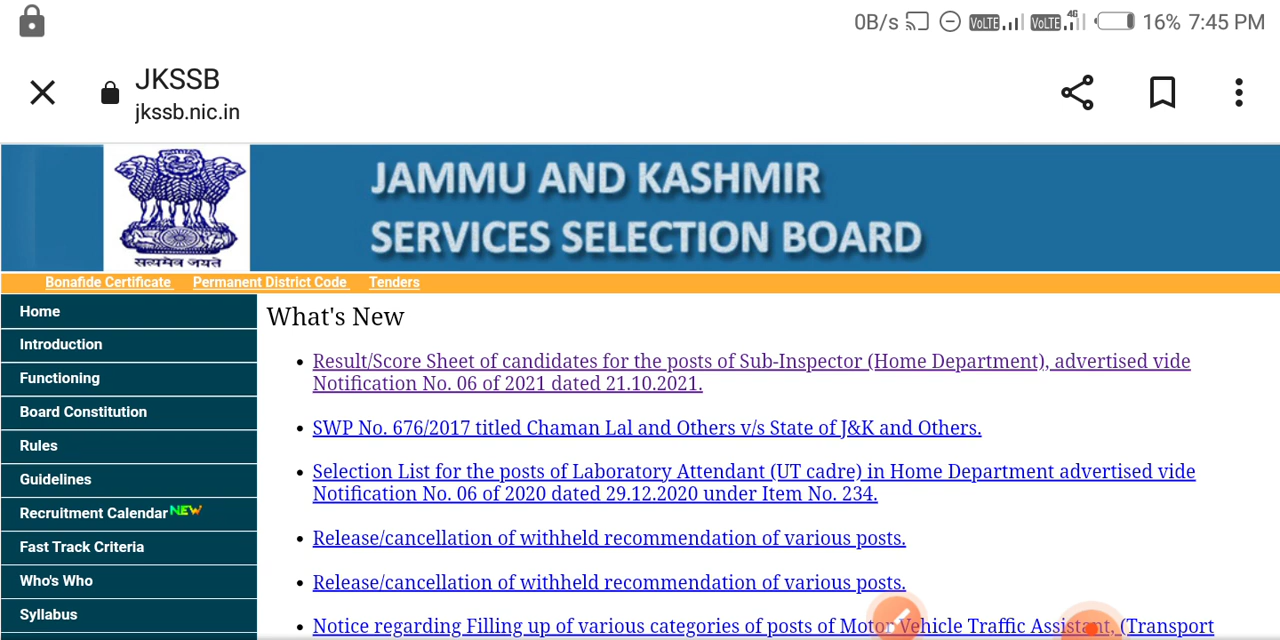 0B/s VoLTE VoLTE 4G 16% 7:45 PM
JKSSB
jkssb.nic.in
सत्यमेव जयते
JAMMU AND KASHMIR
SERVICES SELECTION BOARD
Bonafide Certificate Permanent District Code Tenders
Home
Introduction
Functioning
Board Constitution
Rules
Guidelines
Recruitment Calendar NEW
Fast Track Criteria
Who's Who
Syllabus
What's New
Result/Score Sheet of candidates for the posts of Sub-Inspector (Home Department), advertised vide
Notification No. 06 of 2021 dated 21.10.2021.
SWP No. 676/2017 titled Chaman Lal and Others v/s State of J&K and Others.
Selection List for the posts of Laboratory Attendant (UT cadre) in Home Department advertised vide
Notification No. 06 of 2020 dated 29.12.2020 under Item No. 234.
Release/cancellation of withheld recommendation of various posts.
Release/cancellation of withheld recommendation of various posts.
Notice regarding Filling up of various categories of posts of Motor Vehicle Traffic Assistant, (Transport